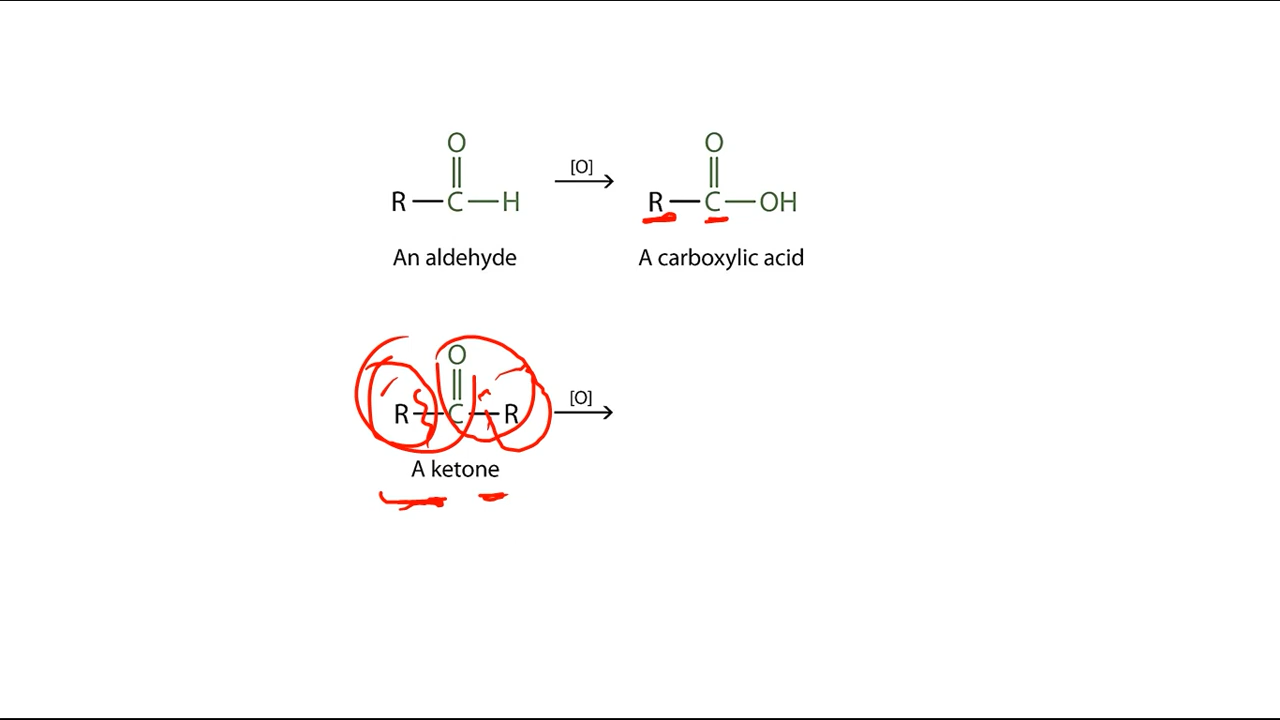 O O
[O]
R—C—H R—C—OH
An aldehyde A carboxylic acid
O
[O]
R—C—R
A ketone